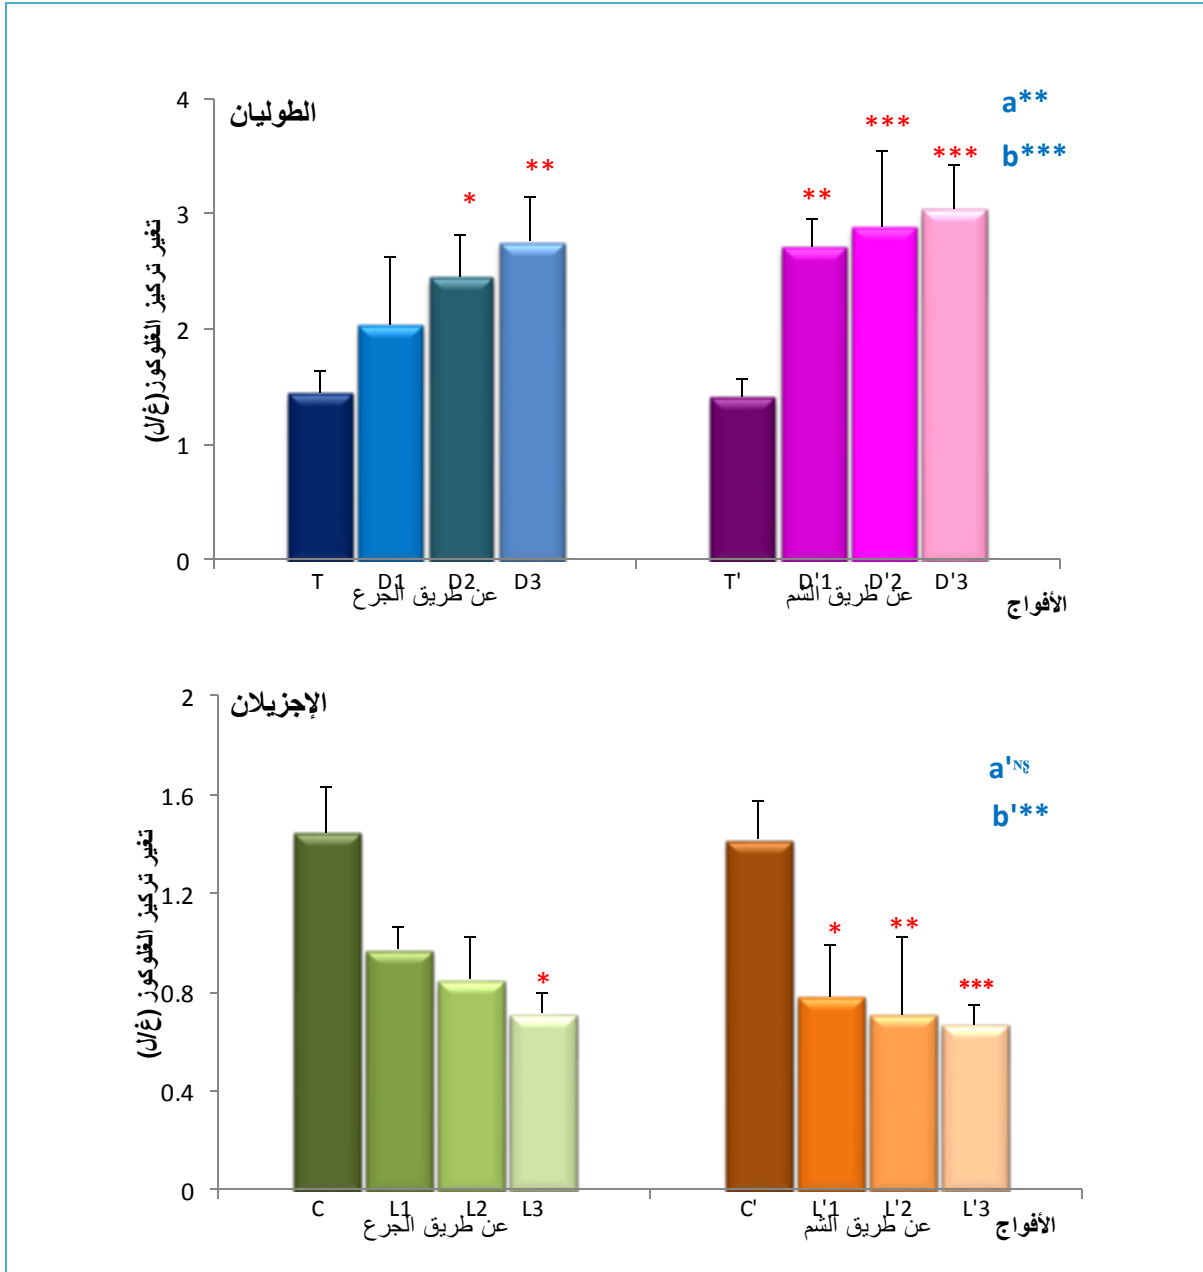 الطوليان
a**
b***
4
3
2
1
0
تغير تركيز الغلوكوز(غ/ل)
*
**
**
***
***
T D1 D2 D3 T' D'1 D'2 D'3
عن طريق الجرع عن طريق الشم
الأفواج
الإجزيلان
a'ᴺˢ
b'**
2
1.6
1.2
0.8
0.4
0
تغير تركيز الغلوكوز (غ/ل)
*
*
**
***
C L1 L2 L3 C' L'1 L'2 L'3
عن طريق الجرع عن طريق الشم
الأفواج